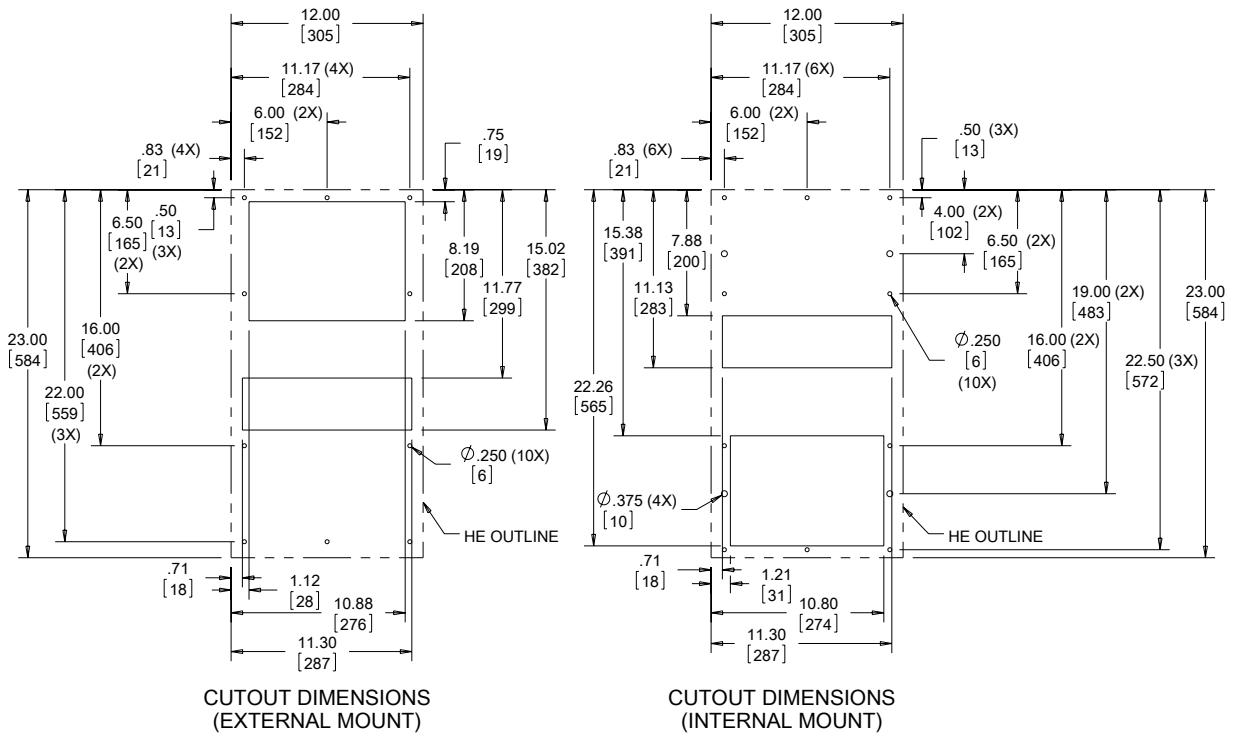 12.00
[305]
11.17 (4X)
[284]
6.00 (2X)
[152]
.83 (4X)
[21]
.75
[19]
6.50
[165]
(2X)
.50
[13]
(3X)
8.19
[208]
15.02
[382]
11.77
[299]
16.00
[406]
(2X)
23.00
[584]
22.00
[559]
(3X)
Ø.250 (10X)
[6]
HE OUTLINE
.71
[18]
1.12
[28]
10.88
[276]
11.30
[287]
CUTOUT DIMENSIONS
(EXTERNAL MOUNT)
12.00
[305]
11.17 (6X)
[284]
6.00 (2X)
[152]
.83 (6X)
[21]
.50 (3X)
[13]
15.38
[391]
7.88
[200]
4.00 (2X)
[102]
6.50 (2X)
[165]
11.13
[283]
19.00 (2X)
[483]
23.00
[584]
Ø.250
[6]
(10X)
16.00 (2X)
[406]
22.50 (3X)
[572]
22.26
[565]
Ø.375 (4X)
[10]
HE OUTLINE
.71
[18]
1.21
[31]
10.80
[274]
11.30
[287]
CUTOUT DIMENSIONS
(INTERNAL MOUNT)